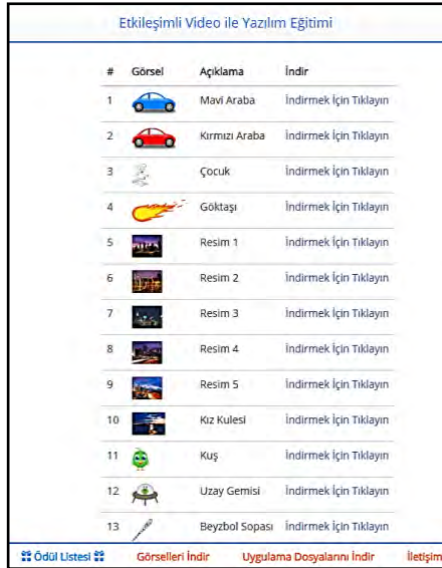 Etkileşimli Video ile Yazılım Eğitimi
# Görsel Açıklama İndir
1 Mavi Araba İndirmek İçin Tıklayın
2 Kırmızı Araba İndirmek İçin Tıklayın
3 Çocuk İndirmek İçin Tıklayın
4 Göktaşı İndirmek İçin Tıklayın
5 Resim 1 İndirmek İçin Tıklayın
6 Resim 2 İndirmek İçin Tıklayın
7 Resim 3 İndirmek İçin Tıklayın
8 Resim 4 İndirmek İçin Tıklayın
9 Resim 5 İndirmek İçin Tıklayın
10 Kız Kulesi İndirmek İçin Tıklayın
11 Kuş İndirmek İçin Tıklayın
12 Uzay Gemisi İndirmek İçin Tıklayın
13 Beyzbol Sopası İndirmek İçin Tıklayın
Ödül Listesi Görselleri İndir Uygulama Dosyalarını İndir İletişim